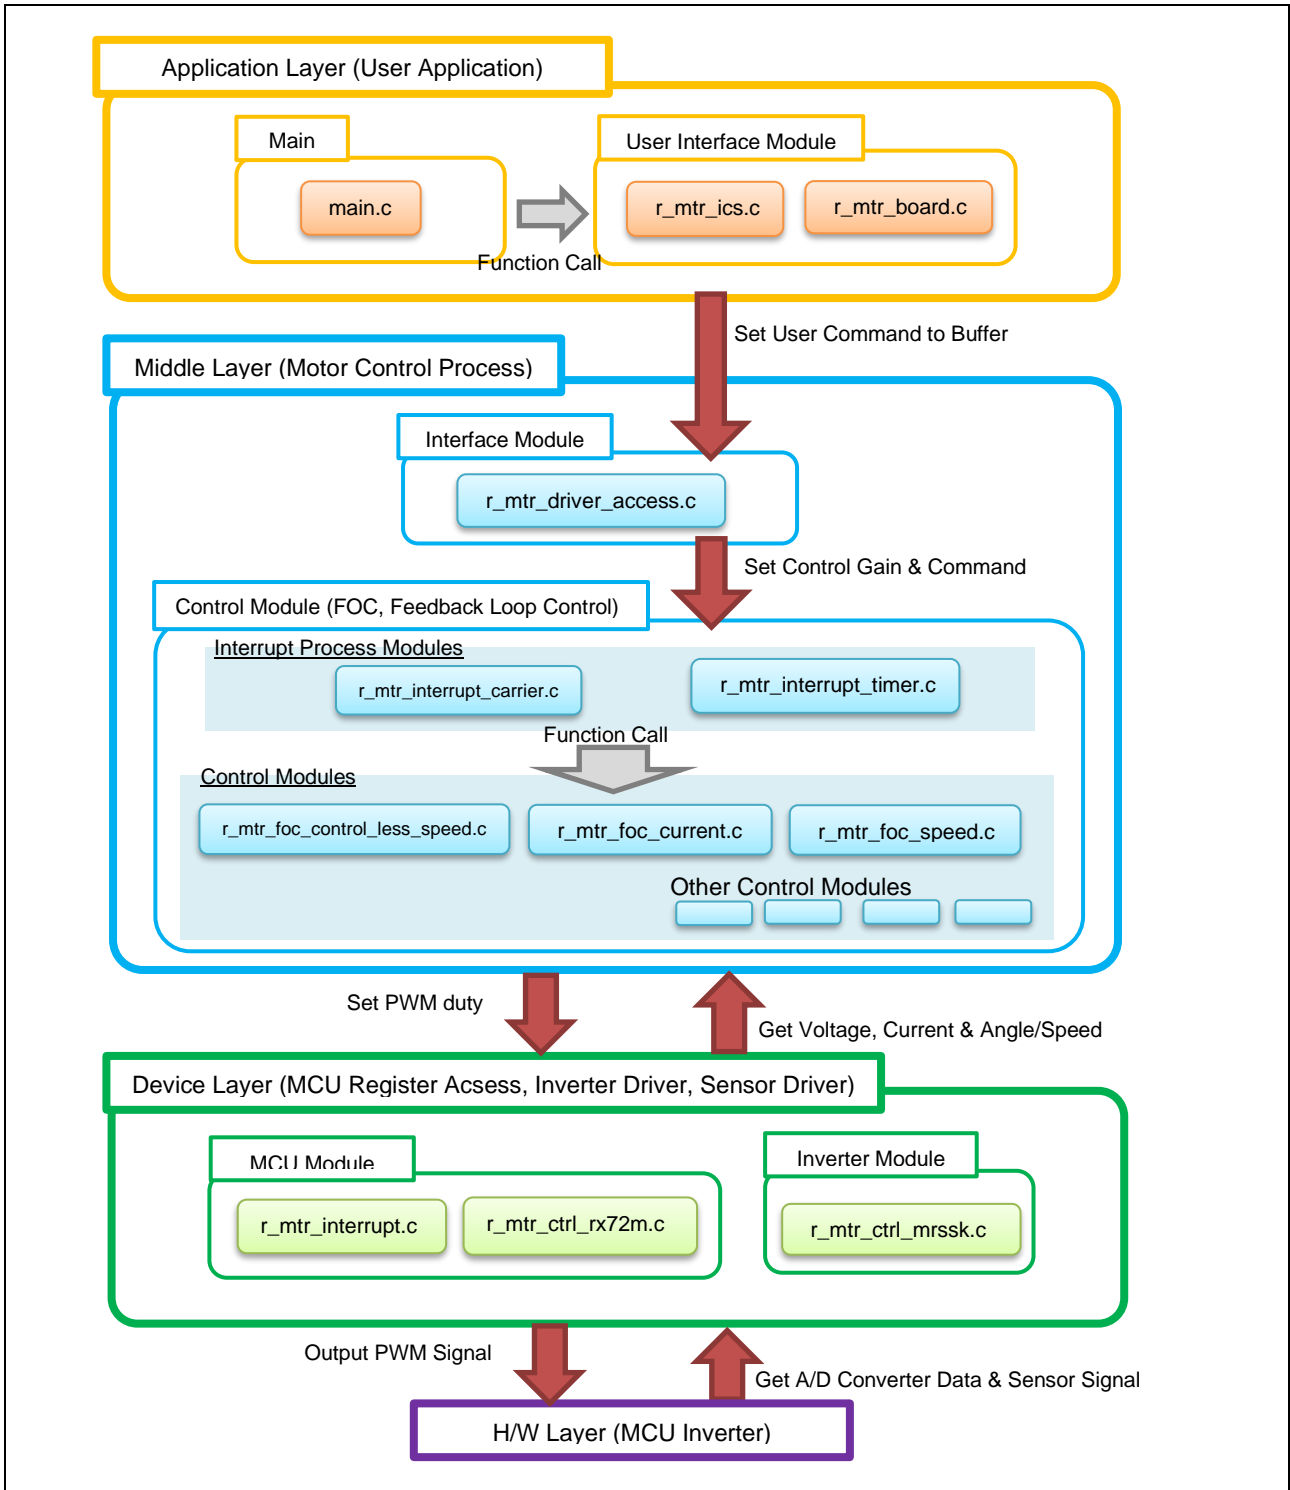 Application Layer (User Application)
Main
User Interface Module
main.c
r_mtr_ics.c
r_mtr_board.c
Function Call
Set User Command to Buffer
Middle Layer (Motor Control Process)
Interface Module
r_mtr_driver_access.c
Set Control Gain & Command
Control Module (FOC, Feedback Loop Control)
Interrupt Process Modules
r_mtr_interrupt_carrier.c
r_mtr_interrupt_timer.c
Function Call
Control Modules
r_mtr_foc_control_less_speed.c
r_mtr_foc_current.c
r_mtr_foc_speed.c
Other Control Modules
Set PWM duty
Get Voltage, Current & Angle/Speed
Device Layer (MCU Register Acsess, Inverter Driver, Sensor Driver)
MCU Module
Inverter Module
r_mtr_interrupt.c
r_mtr_ctrl_rx72m.c
r_mtr_ctrl_mrssk.c
Output PWM Signal
Get A/D Converter Data & Sensor Signal
H/W Layer (MCU Inverter)